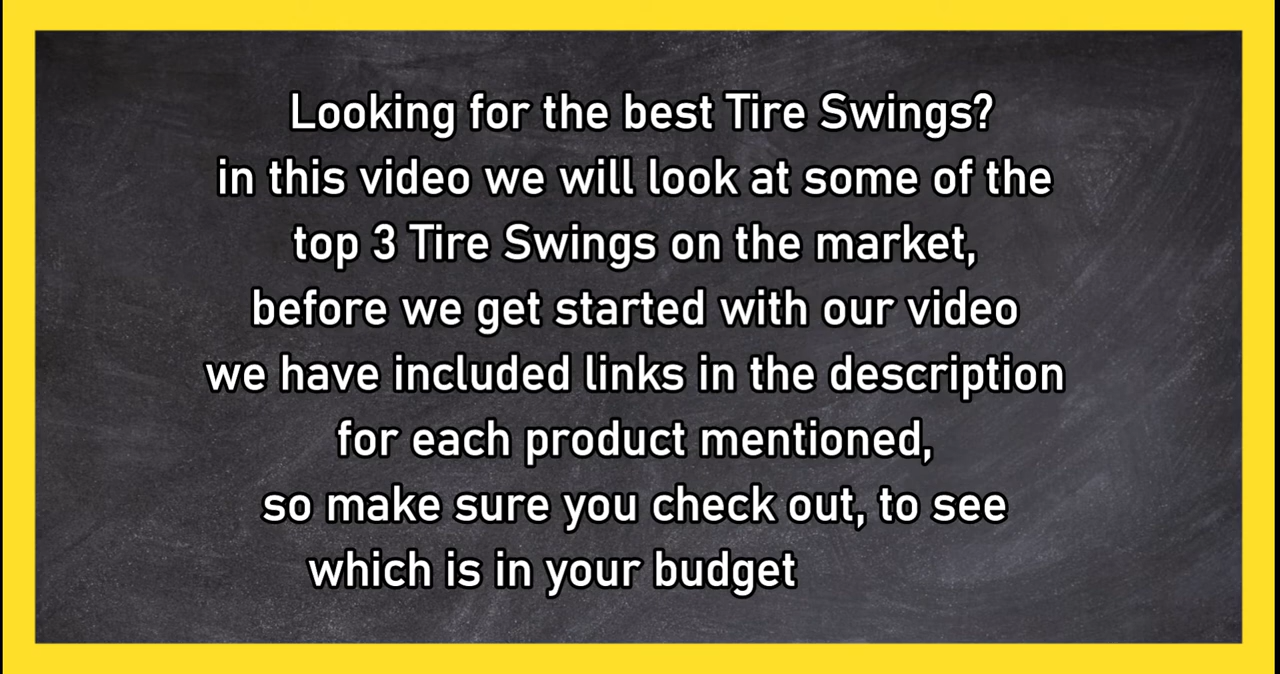 Looking for the best Tire Swings?
in this video we will look at some of the
top 3 Tire Swings on the market,
before we get started with our video
we have included links in the description
for each product mentioned,
so make sure you check out, to see
which is in your budget